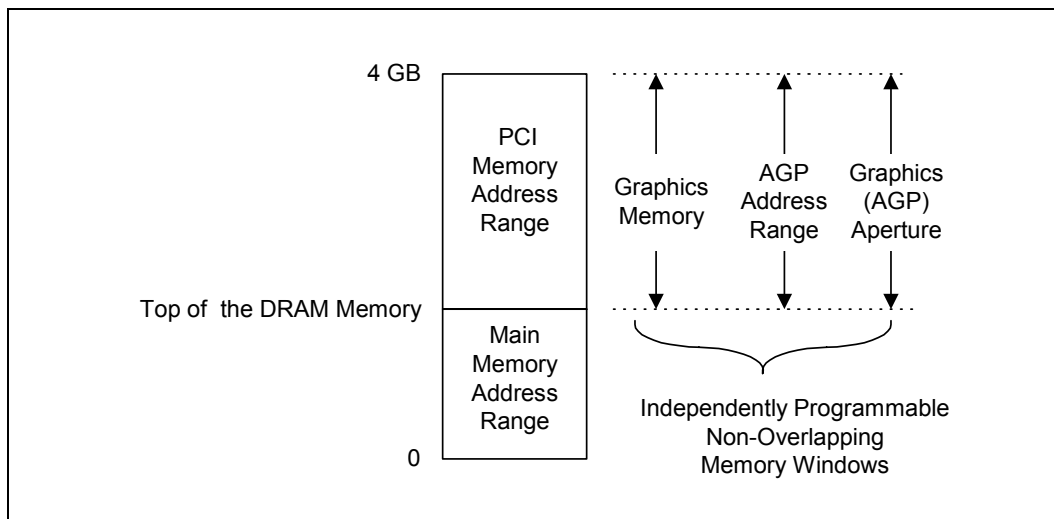 4 GB
PCI
Memory
Address
Range
Graphics
Memory
AGP
Address
Range
Graphics
(AGP)
Aperture
Top of the DRAM Memory
Main
Memory
Address
Range
0
Independently Programmable
Non-Overlapping
Memory Windows